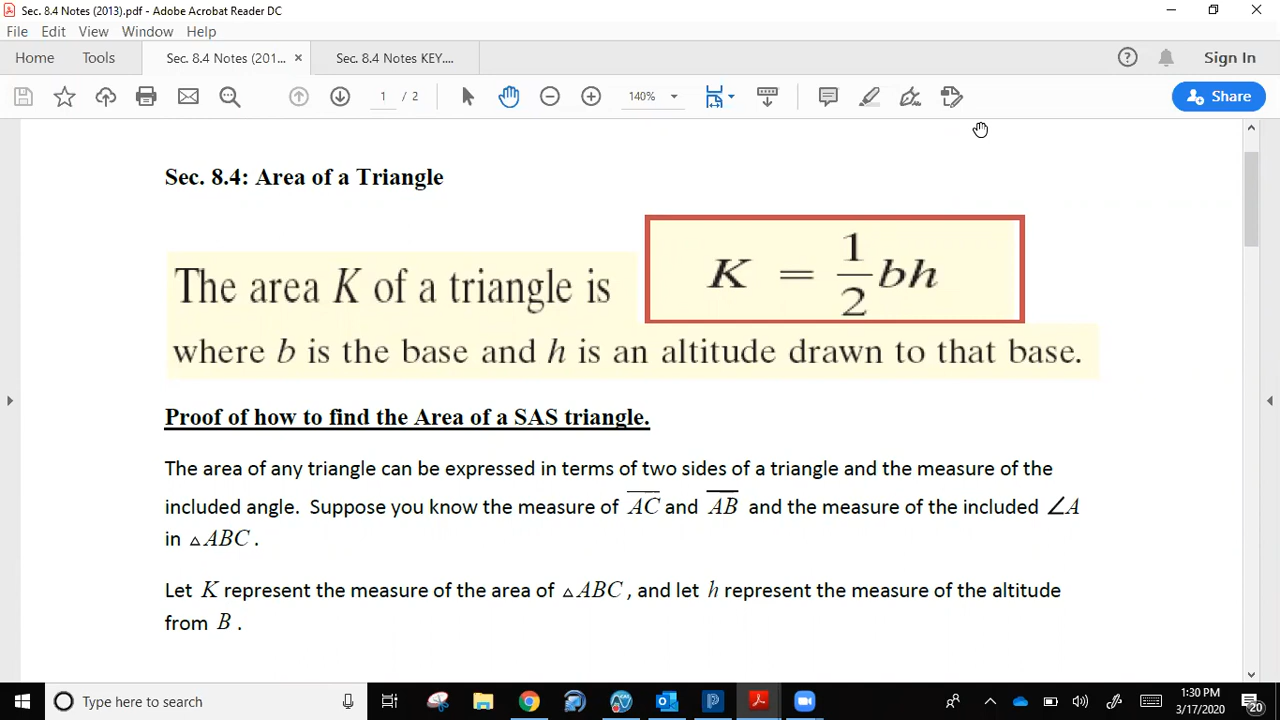 Sec. 8.4 Notes (2013).pdf - Adobe Acrobat Reader DC
File Edit View Window Help
Home Tools Sec. 8.4 Notes (201... × Sec. 8.4 Notes KEY.... Sign In
1 / 2 140% Share
Sec. 8.4: Area of a Triangle
The area K of a triangle is K = 1/2 bh
where b is the base and h is an altitude drawn to that base.
Proof of how to find the Area of a SAS triangle.
The area of any triangle can be expressed in terms of two sides of a triangle and the measure of the
included angle. Suppose you know the measure of A̅C̅ and A̅B̅ and the measure of the included ∠A
in △ABC .
Let K represent the measure of the area of △ABC , and let h represent the measure of the altitude
from B .
Type here to search
1:30 PM
3/17/2020
20